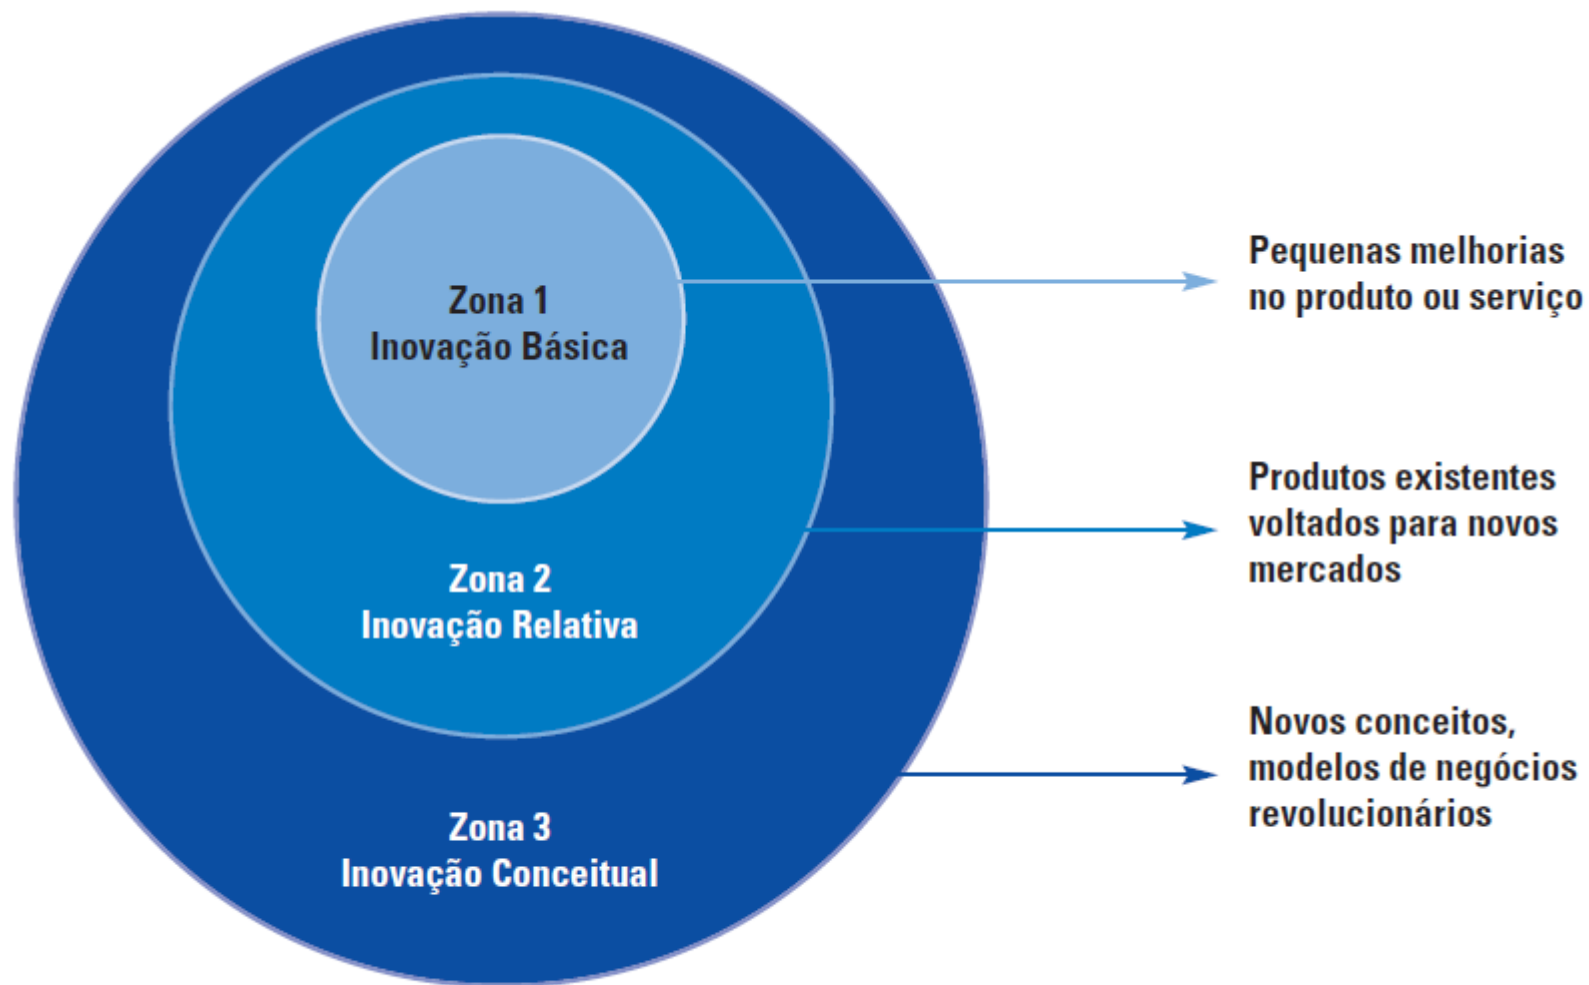 Zona 1
Inovação Básica
Zona 2
Inovação Relativa
Zona 3
Inovação Conceitual
Pequenas melhorias
no produto ou serviço
Produtos existentes
voltados para novos
mercados
Novos conceitos,
modelos de negócios
revolucionários